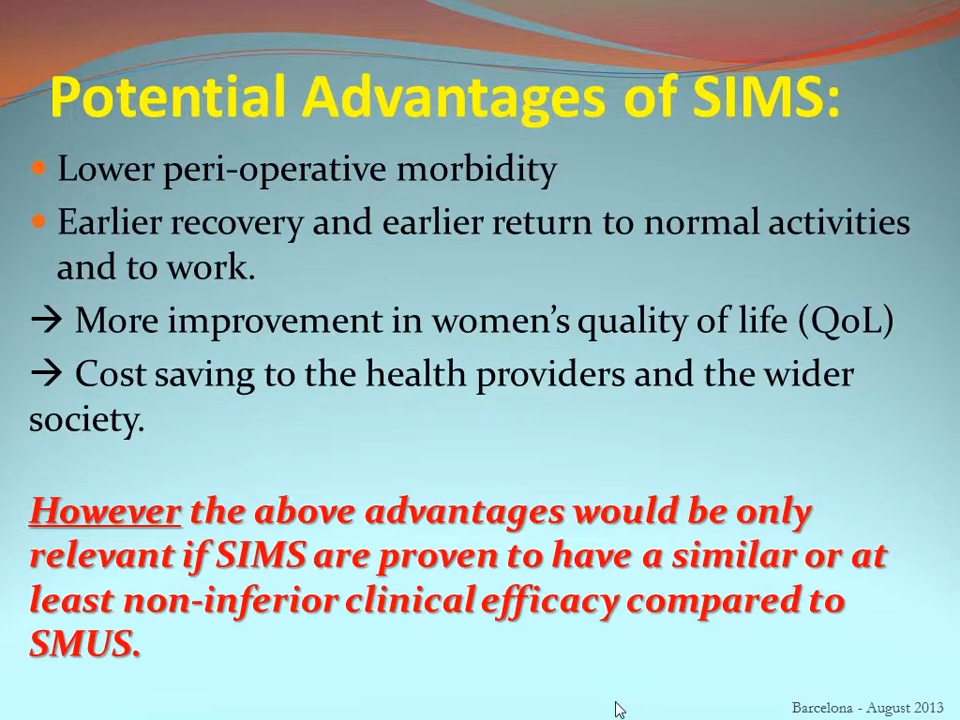 Potential Advantages of SIMS:
• Lower peri-operative morbidity
• Earlier recovery and earlier return to normal activities
and to work.
→ More improvement in women’s quality of life (QoL)
→ Cost saving to the health providers and the wider
society.
However the above advantages would be only
relevant if SIMS are proven to have a similar or at
least non-inferior clinical efficacy compared to
SMUS.
Barcelona - August 2013